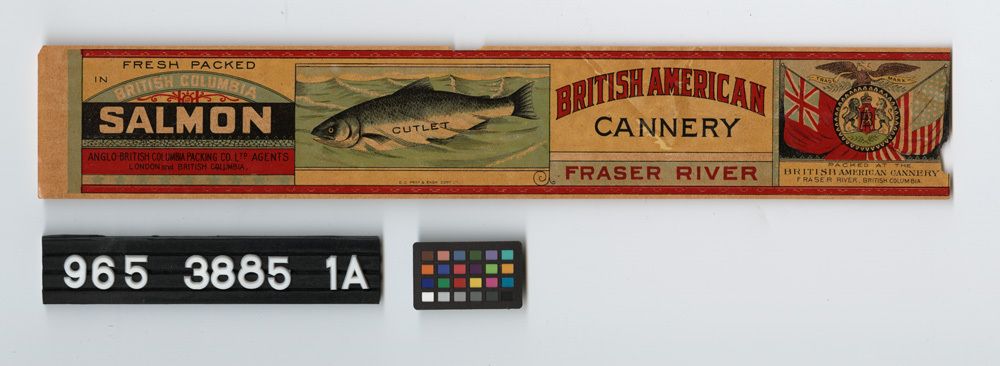 FRESH PACKED
IN
BRITISH COLUMBIA
SALMON
ANGLO-BRITISH COLUMBIA PACKING CO. LTD AGENTS
LONDON and BRITISH COLUMBIA.
CUTLET
BRITISH AMERICAN
CANNERY
FRASER RIVER
TRADE MARK
PACKED AT THE
BRITISH AMERICAN CANNERY
FRASER RIVER, BRITISH COLUMBIA.
965 3885 1A